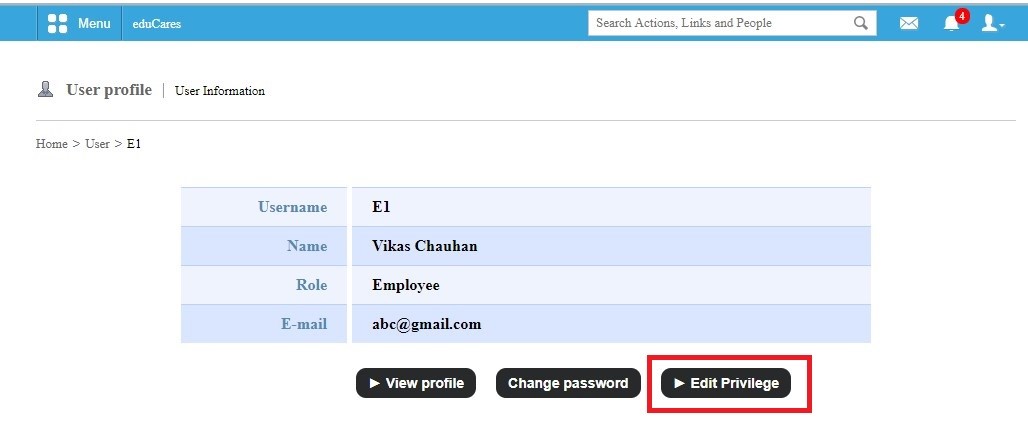 Menu eduCares Search Actions, Links and People 4
User profile User Information
Home > User > E1
Username E1
Name Vikas Chauhan
Role Employee
E-mail abc@gmail.com
View profile Change password Edit Privilege